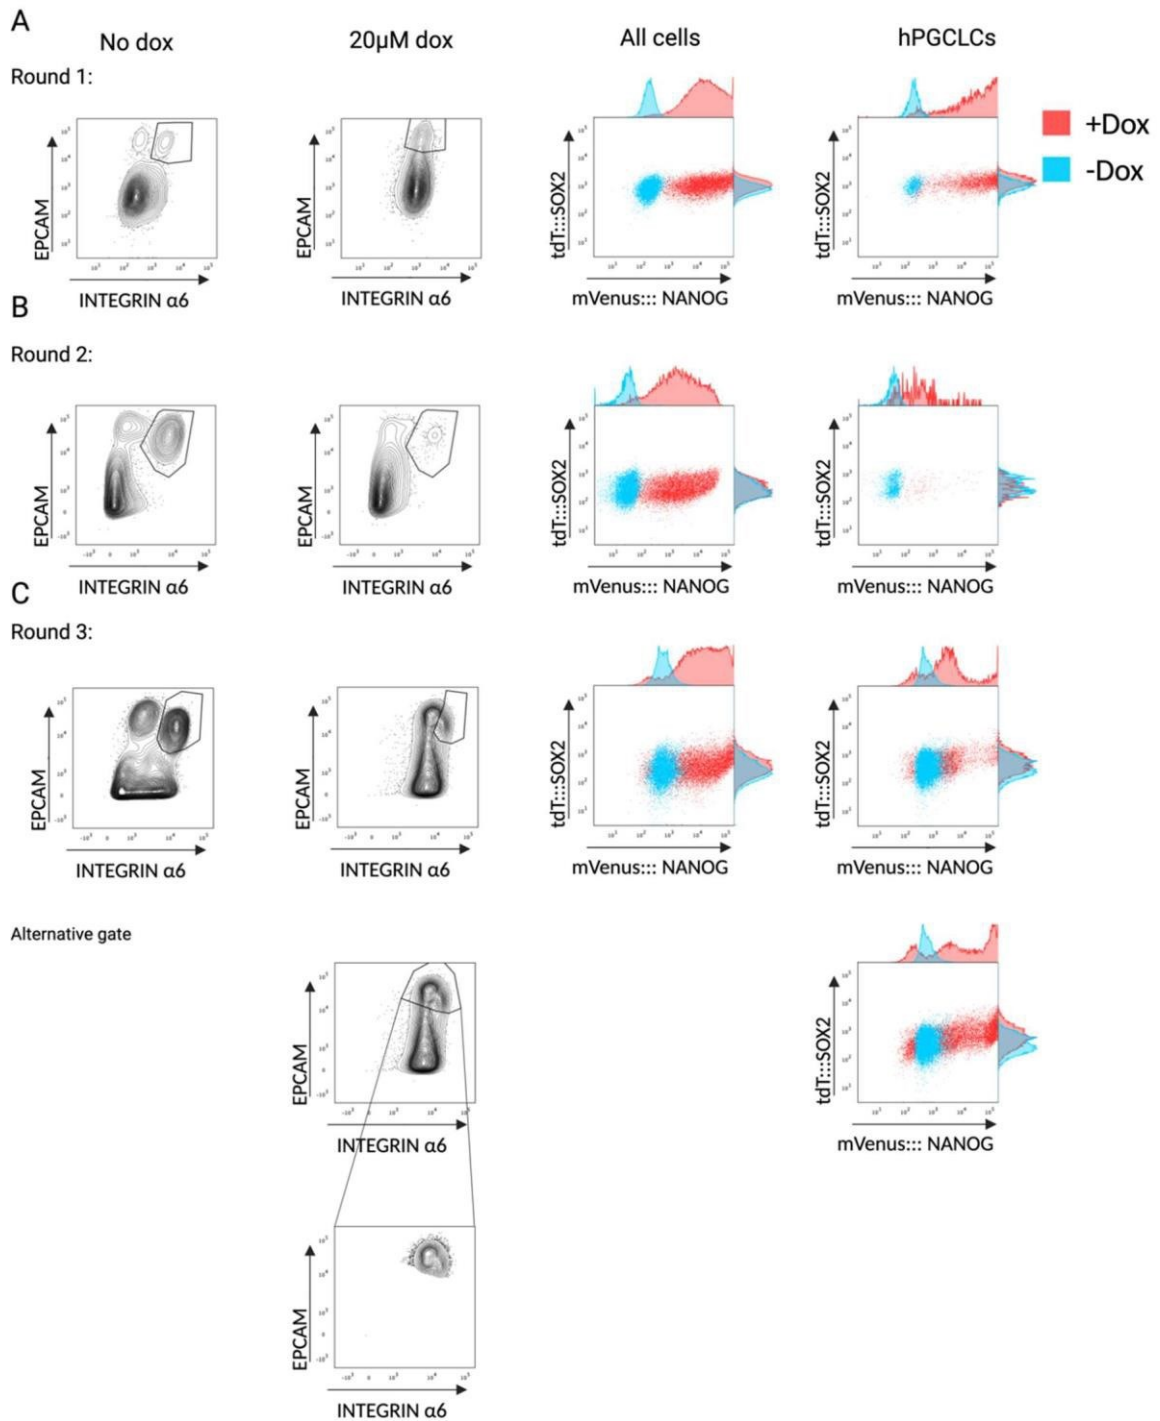 A
No dox
20µM dox
All cells
hPGCLCs
Round 1:
+Dox
-Dox
EPCAM
INTEGRIN α6
EPCAM
INTEGRIN α6
tdT:::SOX2
mVenus::: NANOG
tdT:::SOX2
mVenus::: NANOG
B
Round 2:
EPCAM
INTEGRIN α6
EPCAM
INTEGRIN α6
tdT:::SOX2
mVenus::: NANOG
tdT:::SOX2
mVenus::: NANOG
C
Round 3:
EPCAM
INTEGRIN α6
EPCAM
INTEGRIN α6
tdT:::SOX2
mVenus::: NANOG
tdT:::SOX2
mVenus::: NANOG
Alternative gate
EPCAM
INTEGRIN α6
tdT:::SOX2
mVenus::: NANOG
EPCAM
INTEGRIN α6